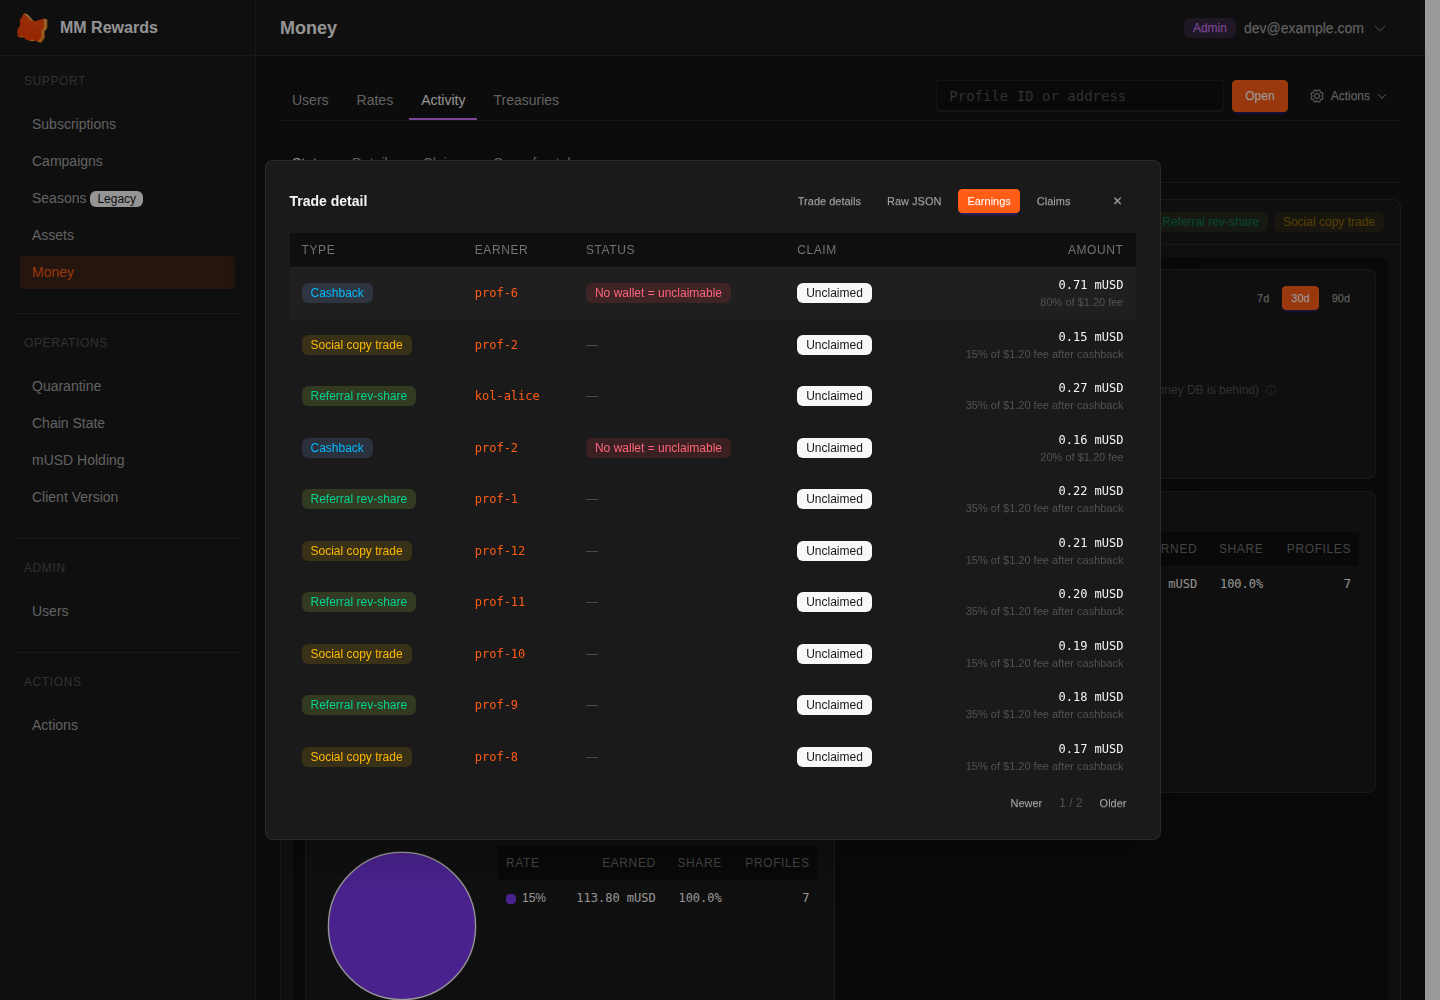 MM Rewards
Money
Admin dev@example.com
SUPPORT
Subscriptions
Campaigns
Seasons Legacy
Assets
Money
OPERATIONS
Quarantine
Chain State
mUSD Holding
Client Version
ADMIN
Users
ACTIONS
Actions
Users Rates Activity Treasuries
Profile ID or address Open Actions
Referral rev-share Social copy trade
Trade detail Trade details Raw JSON Earnings Claims ✕
TYPE EARNER STATUS CLAIM AMOUNT
Cashback prof-6 No wallet = unclaimable Unclaimed 0.71 mUSD
80% of $1.20 fee
Social copy trade prof-2 — Unclaimed 0.15 mUSD
15% of $1.20 fee after cashback
Referral rev-share kol-alice — Unclaimed 0.27 mUSD
35% of $1.20 fee after cashback
Cashback prof-2 No wallet = unclaimable Unclaimed 0.16 mUSD
20% of $1.20 fee
Referral rev-share prof-1 — Unclaimed 0.22 mUSD
35% of $1.20 fee after cashback
Social copy trade prof-12 — Unclaimed 0.21 mUSD
15% of $1.20 fee after cashback
Referral rev-share prof-11 — Unclaimed 0.20 mUSD
35% of $1.20 fee after cashback
Social copy trade prof-10 — Unclaimed 0.19 mUSD
15% of $1.20 fee after cashback
Referral rev-share prof-9 — Unclaimed 0.18 mUSD
35% of $1.20 fee after cashback
Social copy trade prof-8 — Unclaimed 0.17 mUSD
15% of $1.20 fee after cashback
Newer 1 / 2 Older
7d 30d 90d
DB is behind)
SHARE PROFILES
mUSD 100.0% 7
RATE EARNED SHARE PROFILES
15% 113.80 mUSD 100.0% 7